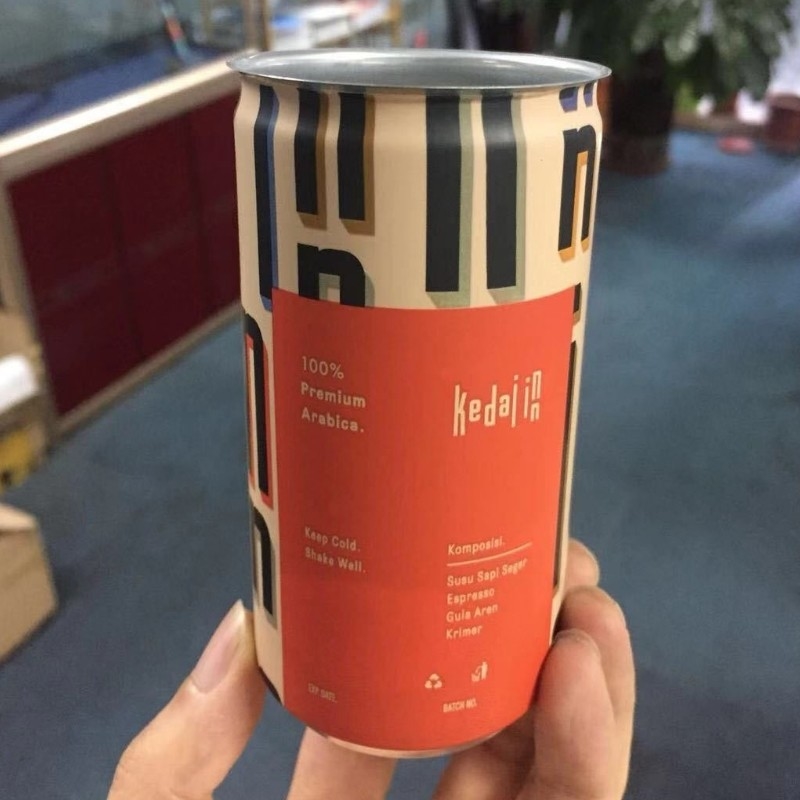 100%
Premium
Arabica.
kedai inn
Keep Cold.
Shake Well.
Komposisi.
Susu Sapi Segar
Espresso
Gula Aren
Krimer
EXP DATE.
BATCH NO.